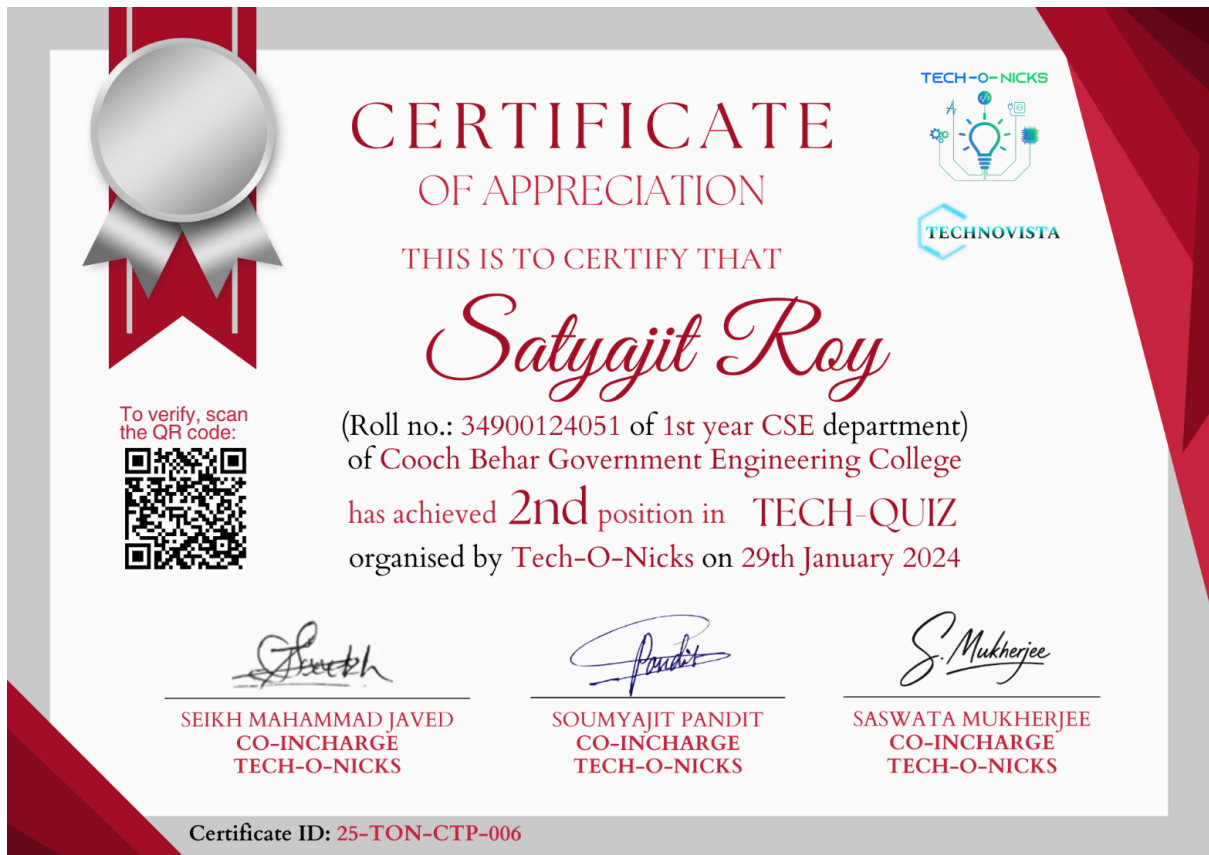 TECH-O-NICKS
TECHNOVISTA
CERTIFICATE
OF APPRECIATION
THIS IS TO CERTIFY THAT
Satyajit Roy
(Roll no.: 34900124051 of 1st year CSE department)
of Cooch Behar Government Engineering College
has achieved 2nd position in TECH-QUIZ
organised by Tech-O-Nicks on 29th January 2024
To verify, scan
the QR code:
Pandit
S. Mukherjee
SEIKH MAHAMMAD JAVED
CO-INCHARGE
TECH-O-NICKS
SOUMYAJIT PANDIT
CO-INCHARGE
TECH-O-NICKS
SASWATA MUKHERJEE
CO-INCHARGE
TECH-O-NICKS
Certificate ID: 25-TON-CTP-006